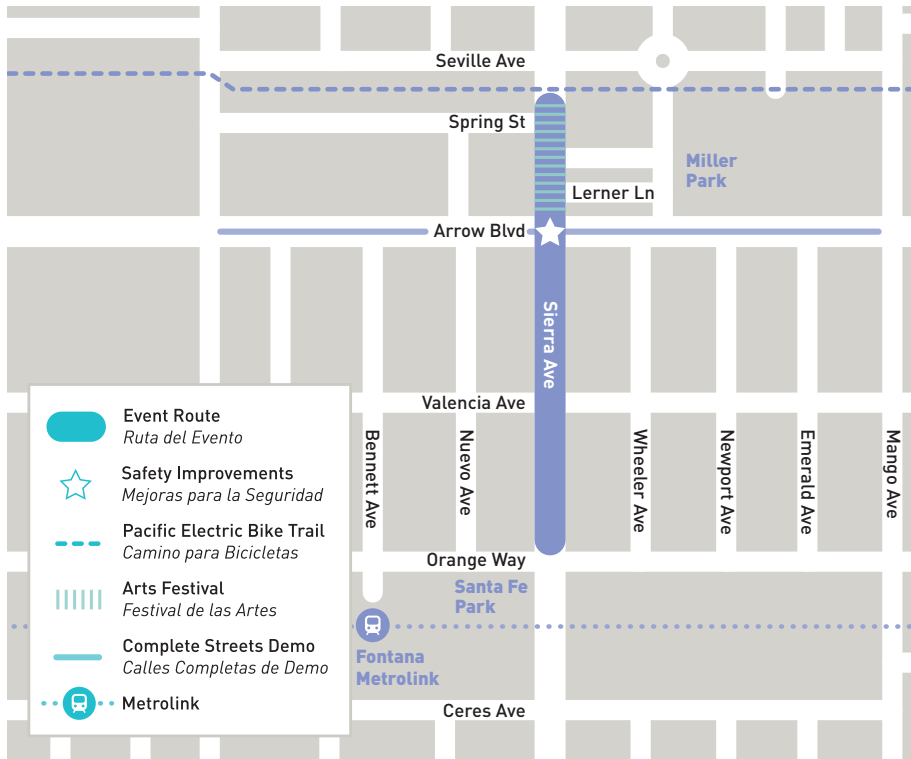 Seville Ave
Spring St
Miller
Park
Lerner Ln
Arrow Blvd
Sierra Ave
Valencia Ave
Bennett Ave
Nuevo Ave
Wheeler Ave
Newport Ave
Emerald Ave
Mango Ave
Orange Way
Santa Fe
Park
Fontana
Metrolink
Ceres Ave
Event Route
Ruta del Evento
Safety Improvements
Mejoras para la Seguridad
Pacific Electric Bike Trail
Camino para Bicicletas
Arts Festival
Festival de las Artes
Complete Streets Demo
Calles Completas de Demo
Metrolink